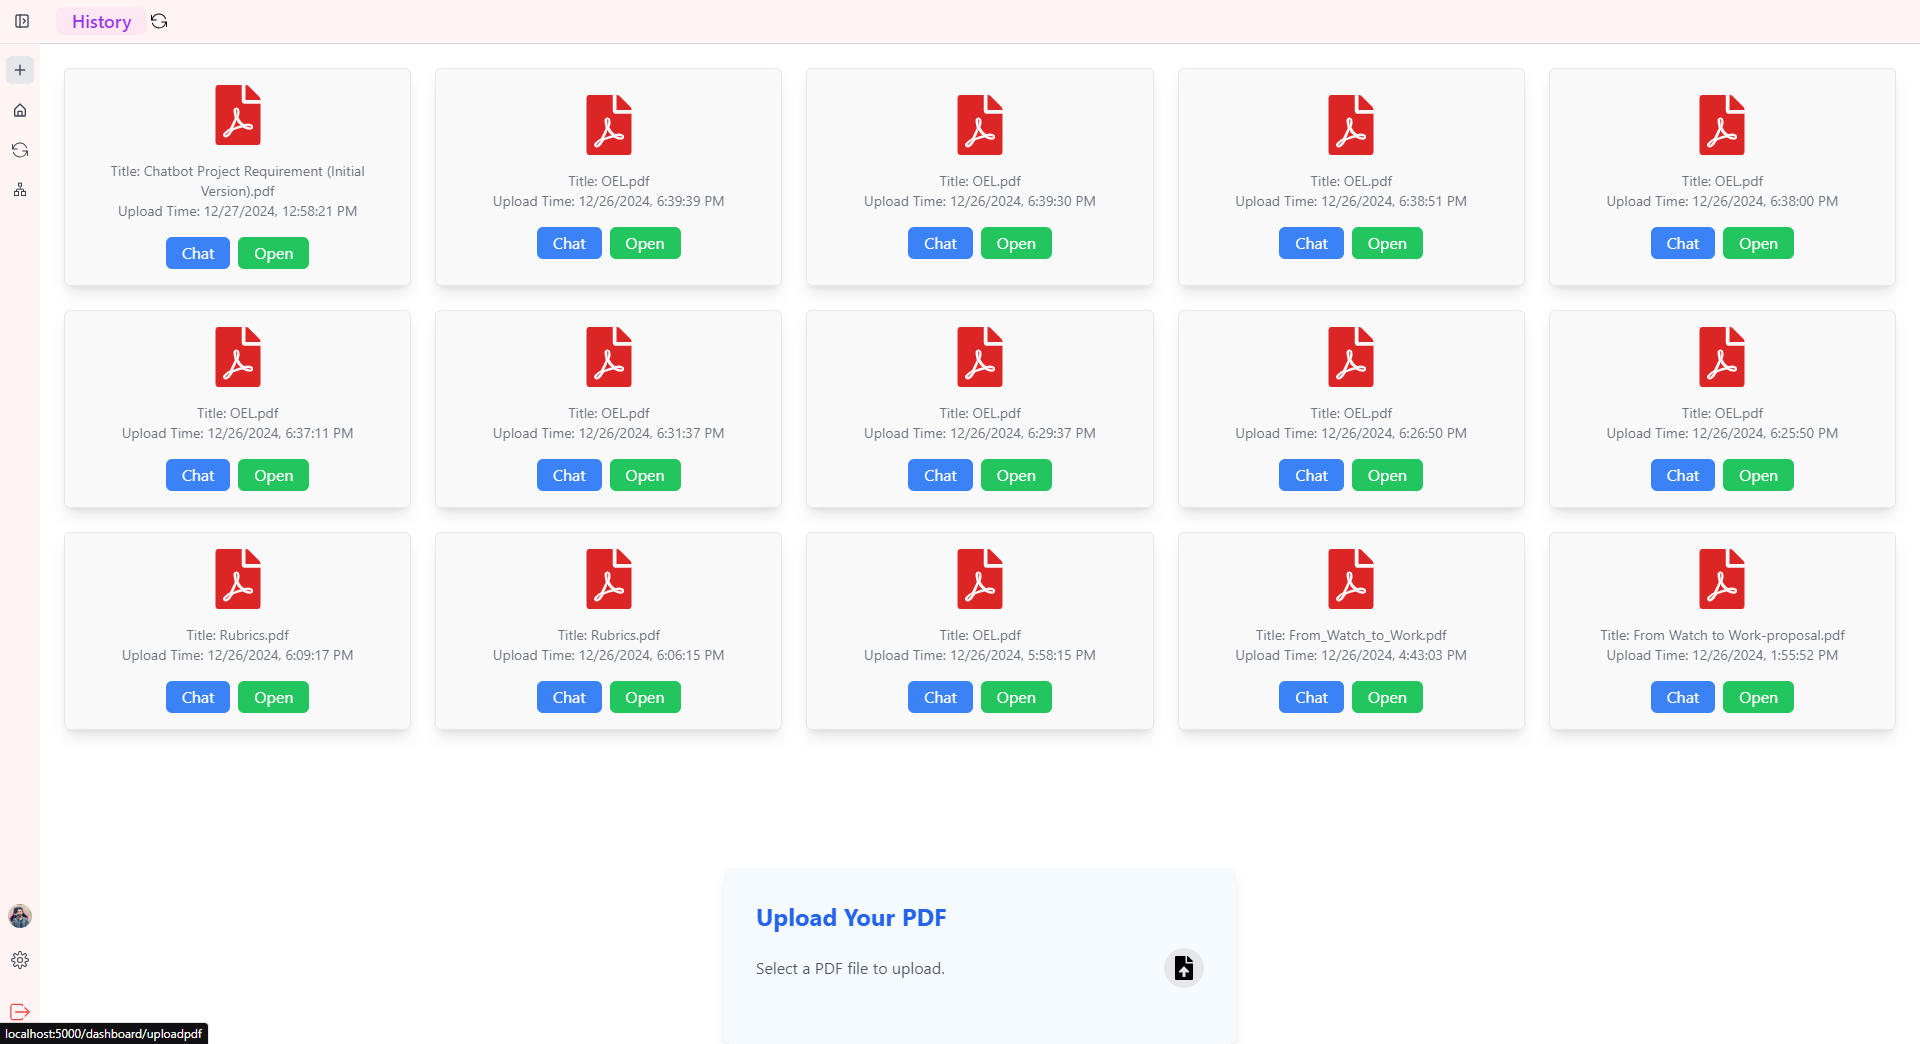 History
Title: Chatbot Project Requirement (Initial
Version).pdf
Upload Time: 12/27/2024, 12:58:21 PM
Chat Open
Title: OEL.pdf
Upload Time: 12/26/2024, 6:39:39 PM
Chat Open
Title: OEL.pdf
Upload Time: 12/26/2024, 6:39:30 PM
Chat Open
Title: OEL.pdf
Upload Time: 12/26/2024, 6:38:51 PM
Chat Open
Title: OEL.pdf
Upload Time: 12/26/2024, 6:38:00 PM
Chat Open
Title: OEL.pdf
Upload Time: 12/26/2024, 6:37:11 PM
Chat Open
Title: OEL.pdf
Upload Time: 12/26/2024, 6:31:37 PM
Chat Open
Title: OEL.pdf
Upload Time: 12/26/2024, 6:29:37 PM
Chat Open
Title: OEL.pdf
Upload Time: 12/26/2024, 6:26:50 PM
Chat Open
Title: OEL.pdf
Upload Time: 12/26/2024, 6:25:50 PM
Chat Open
Title: Rubrics.pdf
Upload Time: 12/26/2024, 6:09:17 PM
Chat Open
Title: Rubrics.pdf
Upload Time: 12/26/2024, 6:06:15 PM
Chat Open
Title: OEL.pdf
Upload Time: 12/26/2024, 5:58:15 PM
Chat Open
Title: From_Watch_to_Work.pdf
Upload Time: 12/26/2024, 4:43:03 PM
Chat Open
Title: From Watch to Work-proposal.pdf
Upload Time: 12/26/2024, 1:55:52 PM
Chat Open
Upload Your PDF
Select a PDF file to upload.
localhost:5000/dashboard/uploadpdf